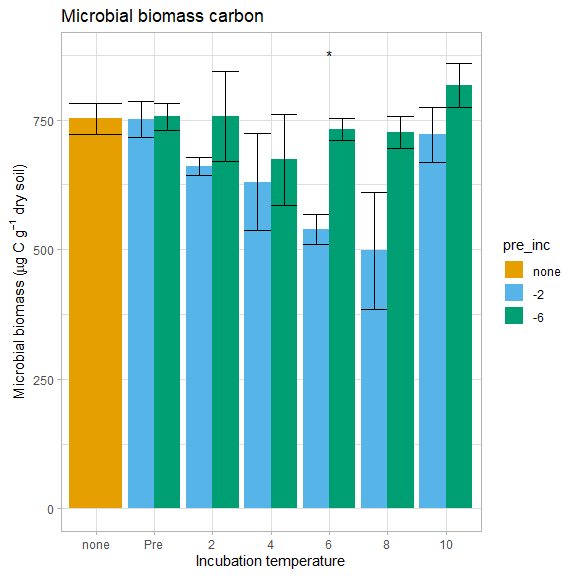 Microbial biomass carbon
*
750
500
250
0
Microbial biomass (μg C g⁻¹ dry soil)
none Pre 2 4 6 8 10
Incubation temperature
pre_inc
none
-2
-6